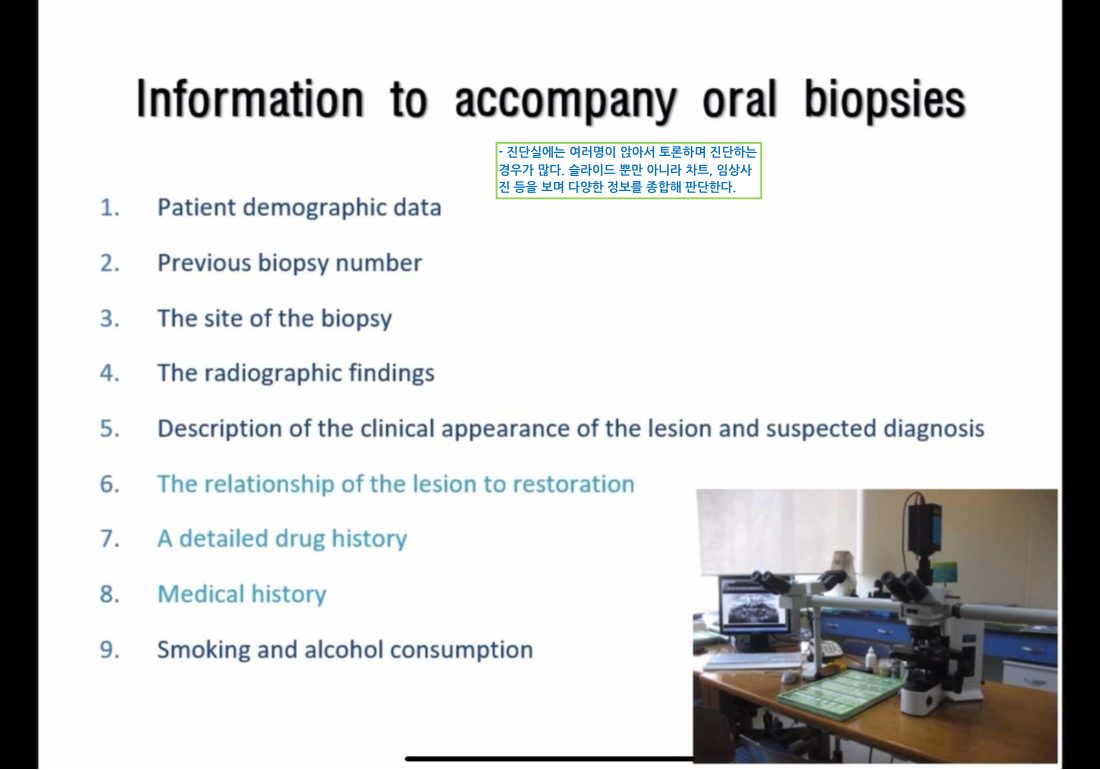 Information to accompany oral biopsies
- 진단실에는 여러명이 앉아서 토론하며 진단하는
경우가 많다. 슬라이드 뿐만 아니라 차트, 임상사
진 등을 보며 다양한 정보를 종합해 판단한다.
1. Patient demographic data
2. Previous biopsy number
3. The site of the biopsy
4. The radiographic findings
5. Description of the clinical appearance of the lesion and suspected diagnosis
6. The relationship of the lesion to restoration
7. A detailed drug history
8. Medical history
9. Smoking and alcohol consumption